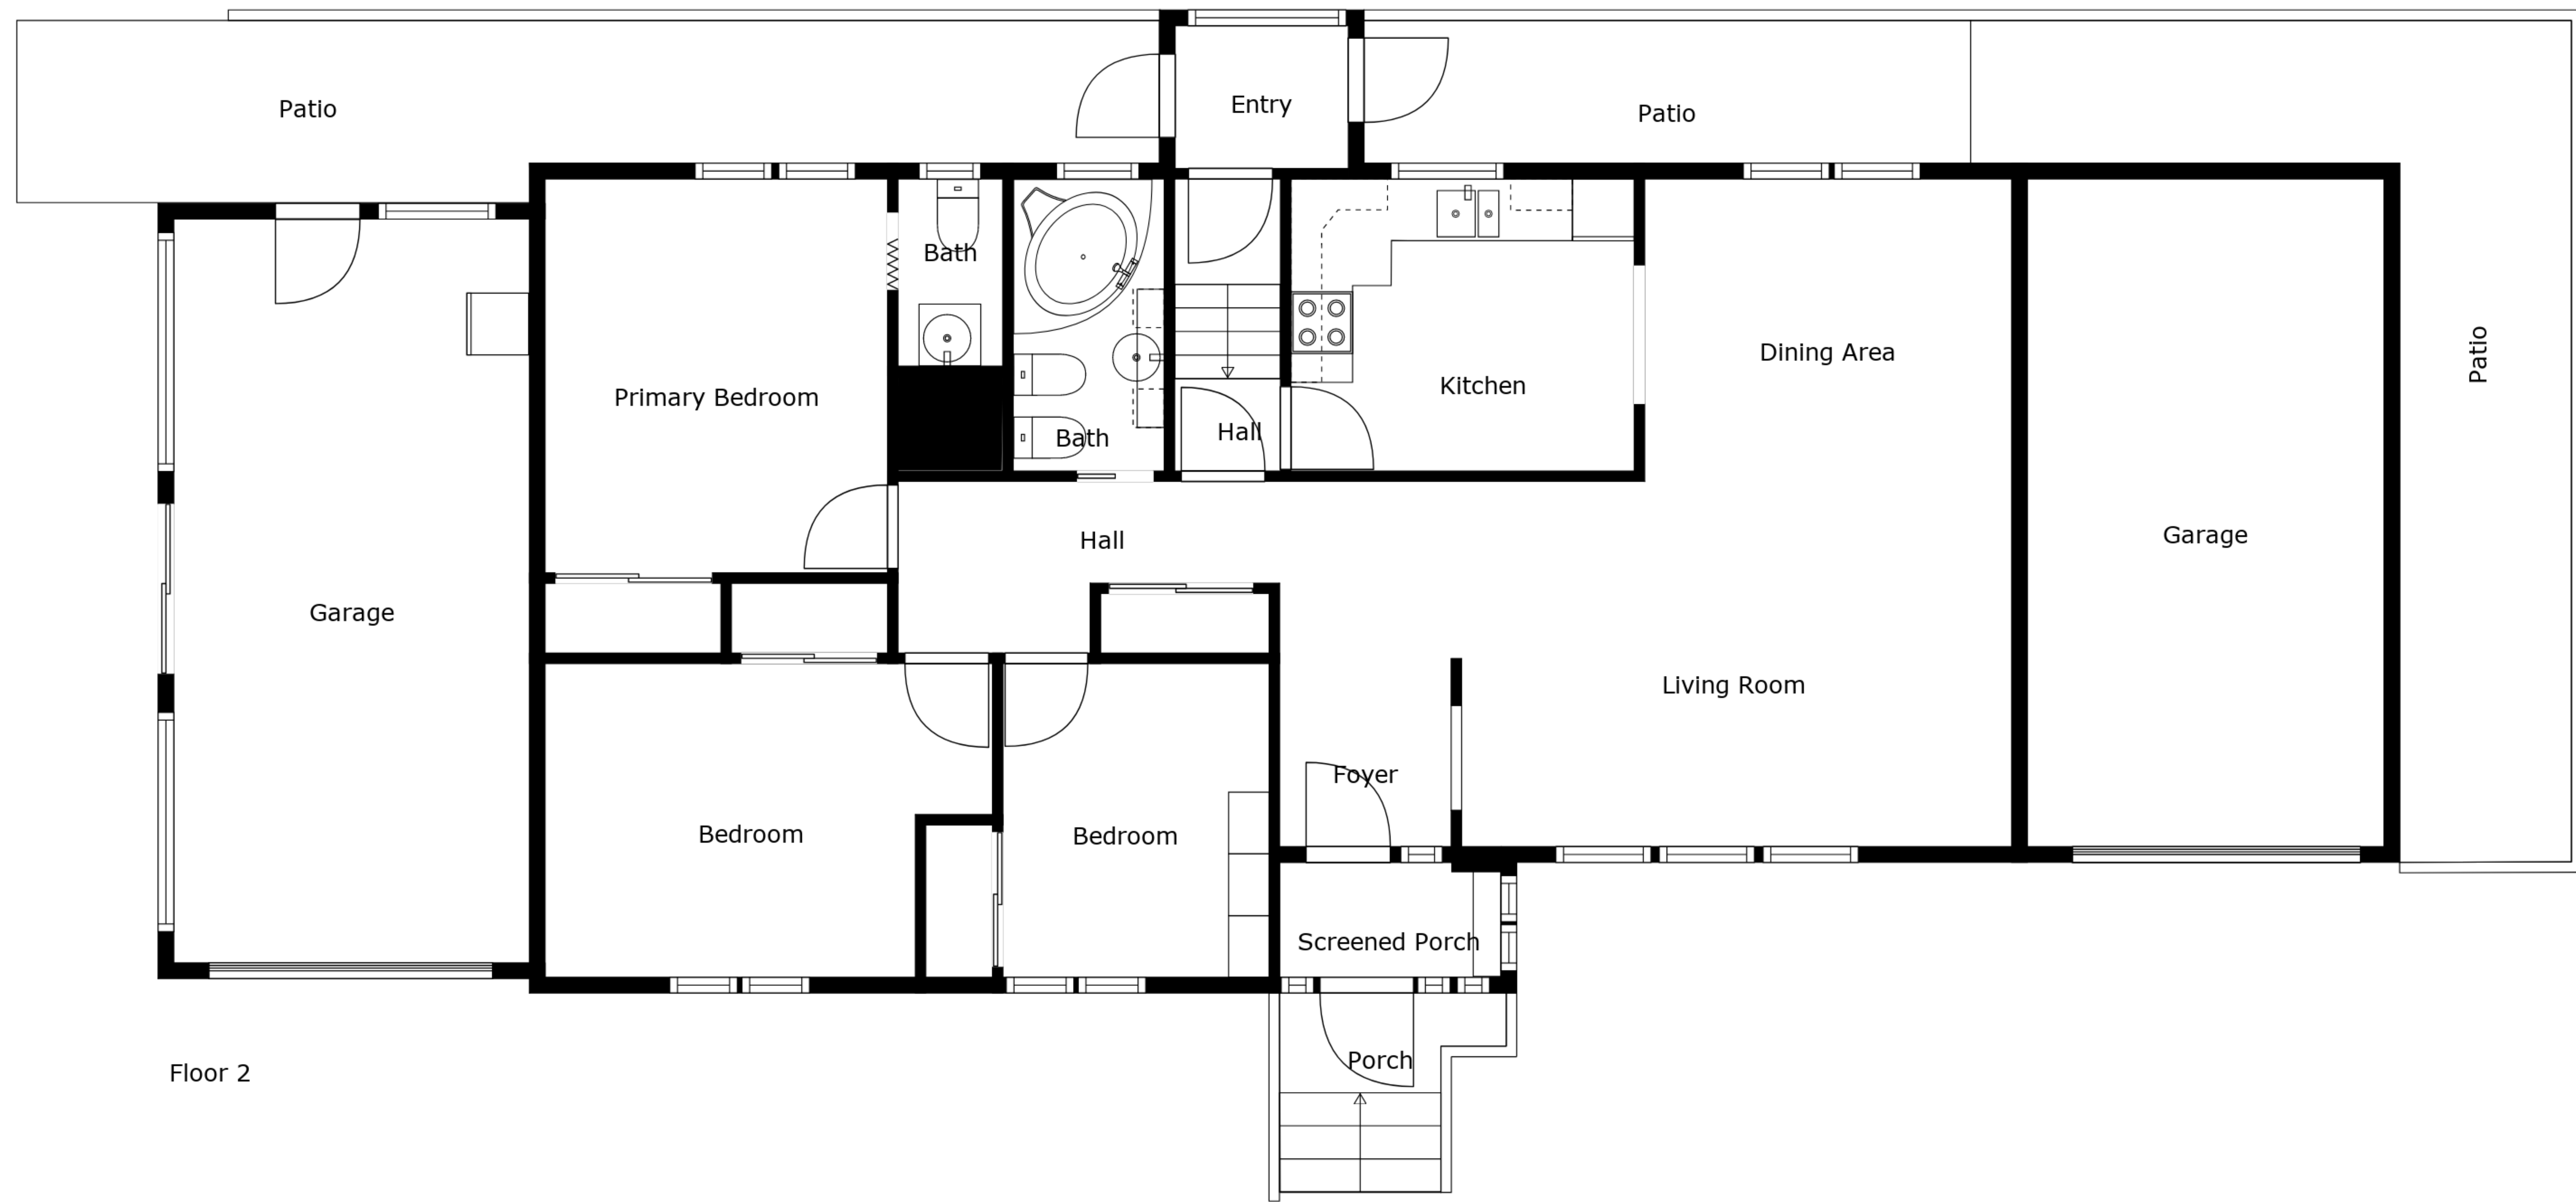 Entry
Patio
Patio
Bath
Patio
Dining Area
Kitchen
Primary Bedroom
Hall
Bath
Garage
Hall
Garage
Living Room
Foyer
Bedroom
Bedroom
Screened Porch
Porch
Floor 2